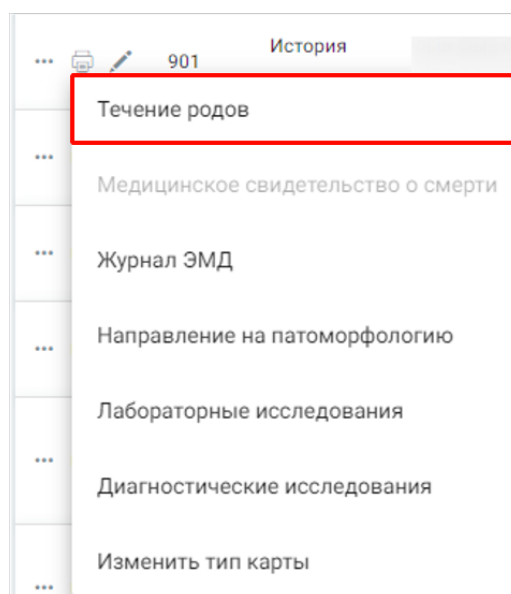 901 История
Течение родов
Медицинское свидетельство о смерти
Журнал ЭМД
Направление на патоморфологию
Лабораторные исследования
Диагностические исследования
Изменить тип карты